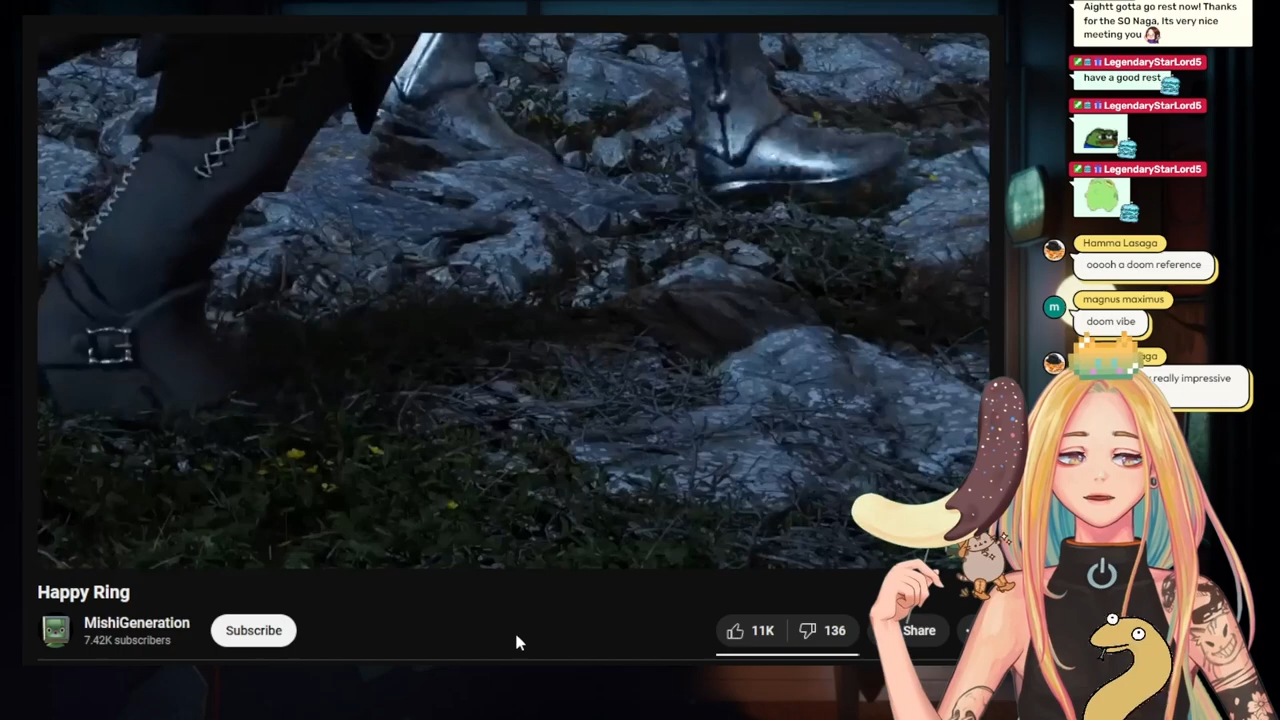 Aightt gotta go rest now! Thanks
for the SO Naga, Its very nice
meeting you
LegendaryStarLord5
have a good rest
LegendaryStarLord5
LegendaryStarLord5
Hamma Lasaga
ooooh a doom reference
magnus maximus
m
doom vibe
aga
really impressive
Happy Ring
MishiGeneration
7.42K subscribers
Subscribe
11K
136
Share